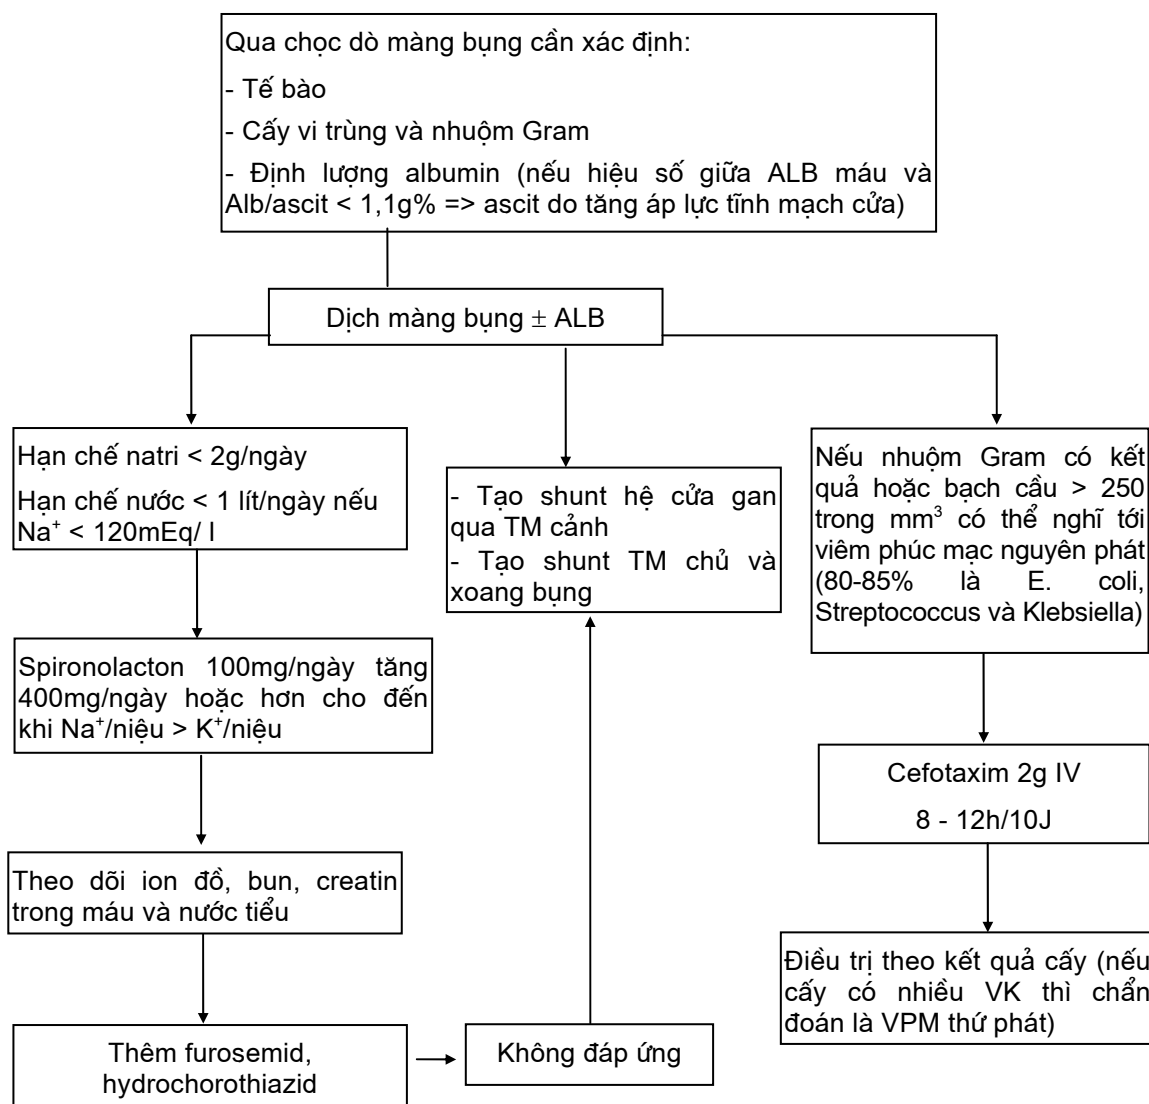 Qua chọc dò màng bụng cần xác định:
- Tế bào
- Cấy vi trùng và nhuộm Gram
- Định lượng albumin (nếu hiệu số giữa ALB máu và
Alb/ascit < 1,1g% => ascit do tăng áp lực tĩnh mạch cửa)
Dịch màng bụng ± ALB
Hạn chế natri < 2g/ngày
Hạn chế nước < 1 lít/ngày nếu
Na⁺ < 120mEq/ l
Spironolacton 100mg/ngày tăng
400mg/ngày hoặc hơn cho đến
khi Na⁺/niệu > K⁺/niệu
Theo dõi ion đồ, bun, creatin
trong máu và nước tiểu
Thêm furosemid,
hydrochorothiazid
Không đáp ứng
- Tạo shunt hệ cửa gan
qua TM cảnh
- Tạo shunt TM chủ và
xoang bụng
Nếu nhuộm Gram có kết
quả hoặc bạch cầu > 250
trong mm³ có thể nghĩ tới
viêm phúc mạc nguyên phát
(80-85% là E. coli,
Streptococcus và Klebsiella)
Cefotaxim 2g IV
8 - 12h/10J
Điều trị theo kết quả cấy (nếu
cấy có nhiều VK thì chẩn
đoán là VPM thứ phát)